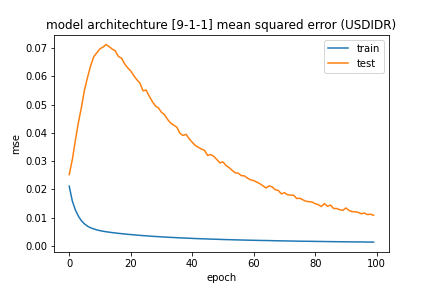 model architechture [9-1-1] mean squared error (USDIDR)
train
test
0.07
0.06
0.05
0.04
0.03
0.02
0.01
0.00
mse
0 20 40 60 80 100
epoch